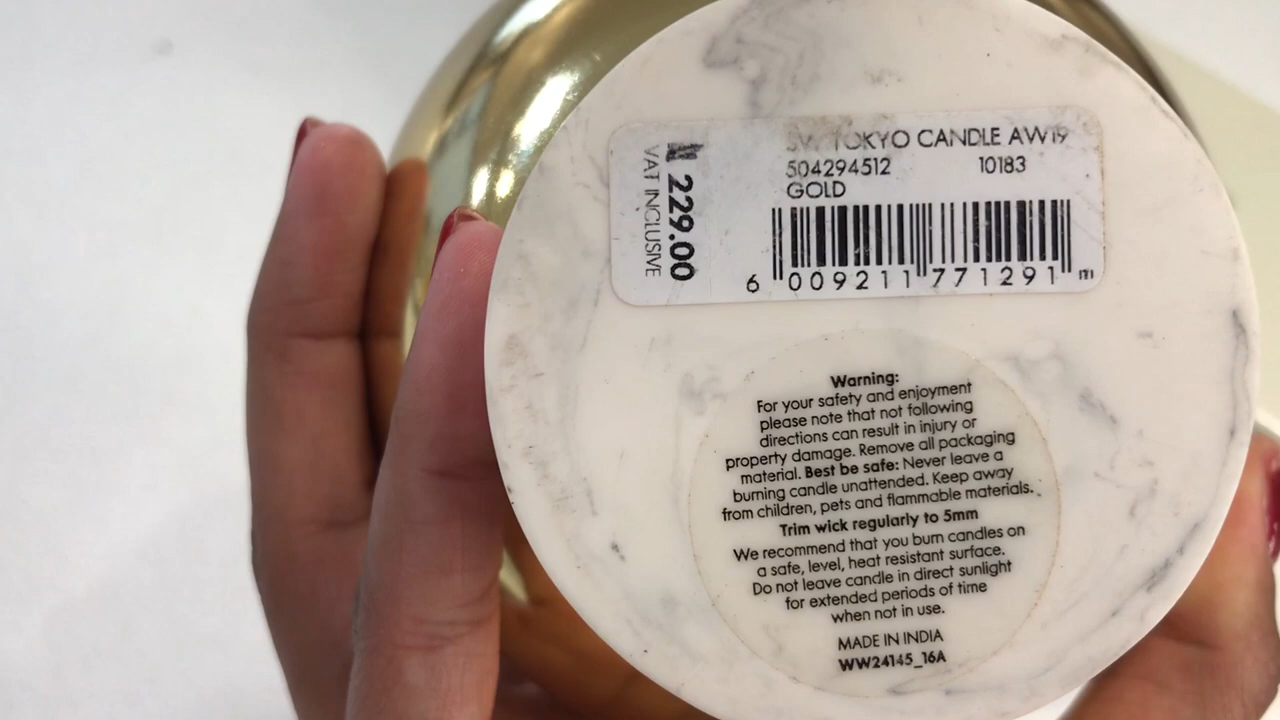 TOKYO CANDLE AW19
504294512 10183
GOLD
229.00
VAT INCLUSIVE
6 009211 771291
Warning:
For your safety and enjoyment
please note that not following
directions can result in injury or
property damage. Remove all packaging
material. Best be safe: Never leave a
burning candle unattended. Keep away
from children, pets and flammable materials.
Trim wick regularly to 5mm
We recommend that you burn candles on
a safe, level, heat resistant surface.
Do not leave candle in direct sunlight
for extended periods of time
when not in use.
MADE IN INDIA
WW24145_16A